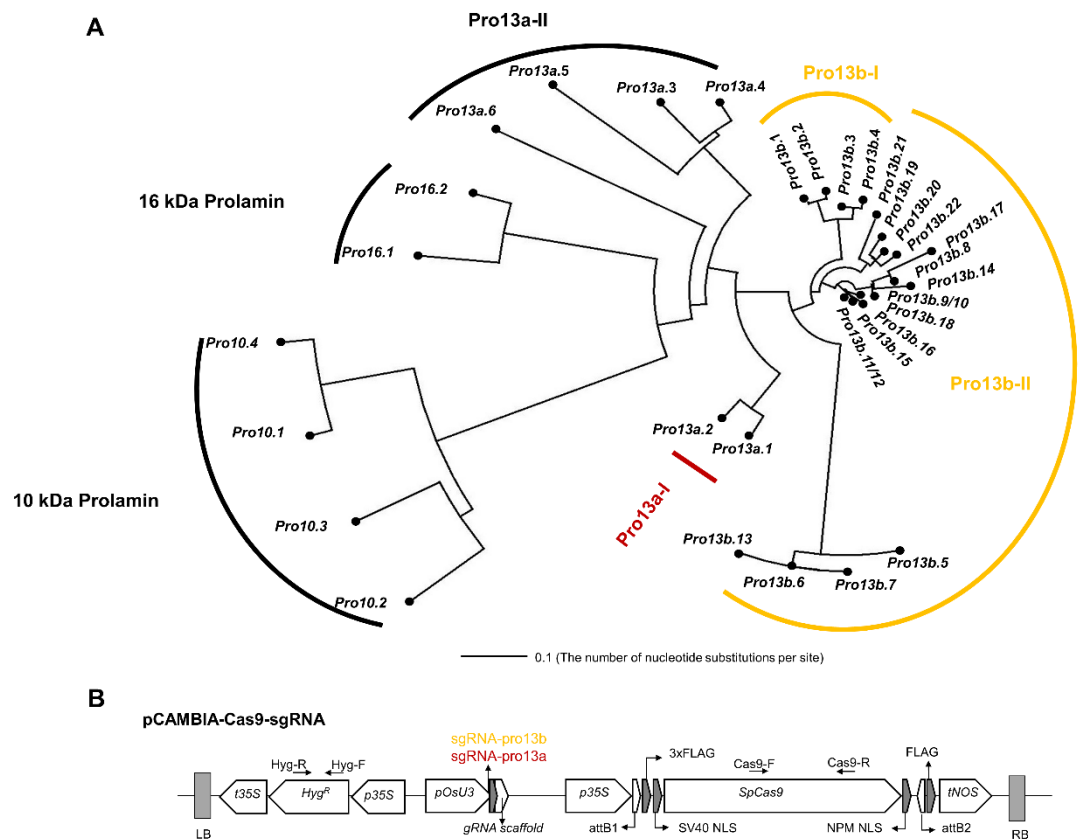 A
Pro13a-II
Pro13a.5
Pro13a.3
Pro13a.4
Pro13a.6
16 kDa Prolamin
Pro16.2
Pro16.1
Pro10.4
Pro10.1
10 kDa Prolamin
Pro10.3
Pro10.2
Pro13b-I
Pro13b.1
Pro13b.2
Pro13b.3
Pro13b.4
Pro13b.21
Pro13b.19
Pro13b.20
Pro13b.22
Pro13b.17
Pro13b.8
Pro13b.14
Pro13b.9/10
Pro13b.18
Pro13b.16
Pro13b.15
Pro13b.11/12
Pro13b-II
Pro13a.2
Pro13a.1
Pro13a-I
Pro13b.13
Pro13b.6
Pro13b.7
Pro13b.5
0.1 (The number of nucleotide substitutions per site)
B
pCAMBIA-Cas9-sgRNA
sgRNA-pro13b
sgRNA-pro13a
3xFLAG
FLAG
Hyg-R
Hyg-F
Cas9-F
Cas9-R
t35S
HygR
p35S
pOsU3
p35S
SpCas9
tNOS
LB
gRNA scaffold
attB1
SV40 NLS
NPM NLS
attB2
RB